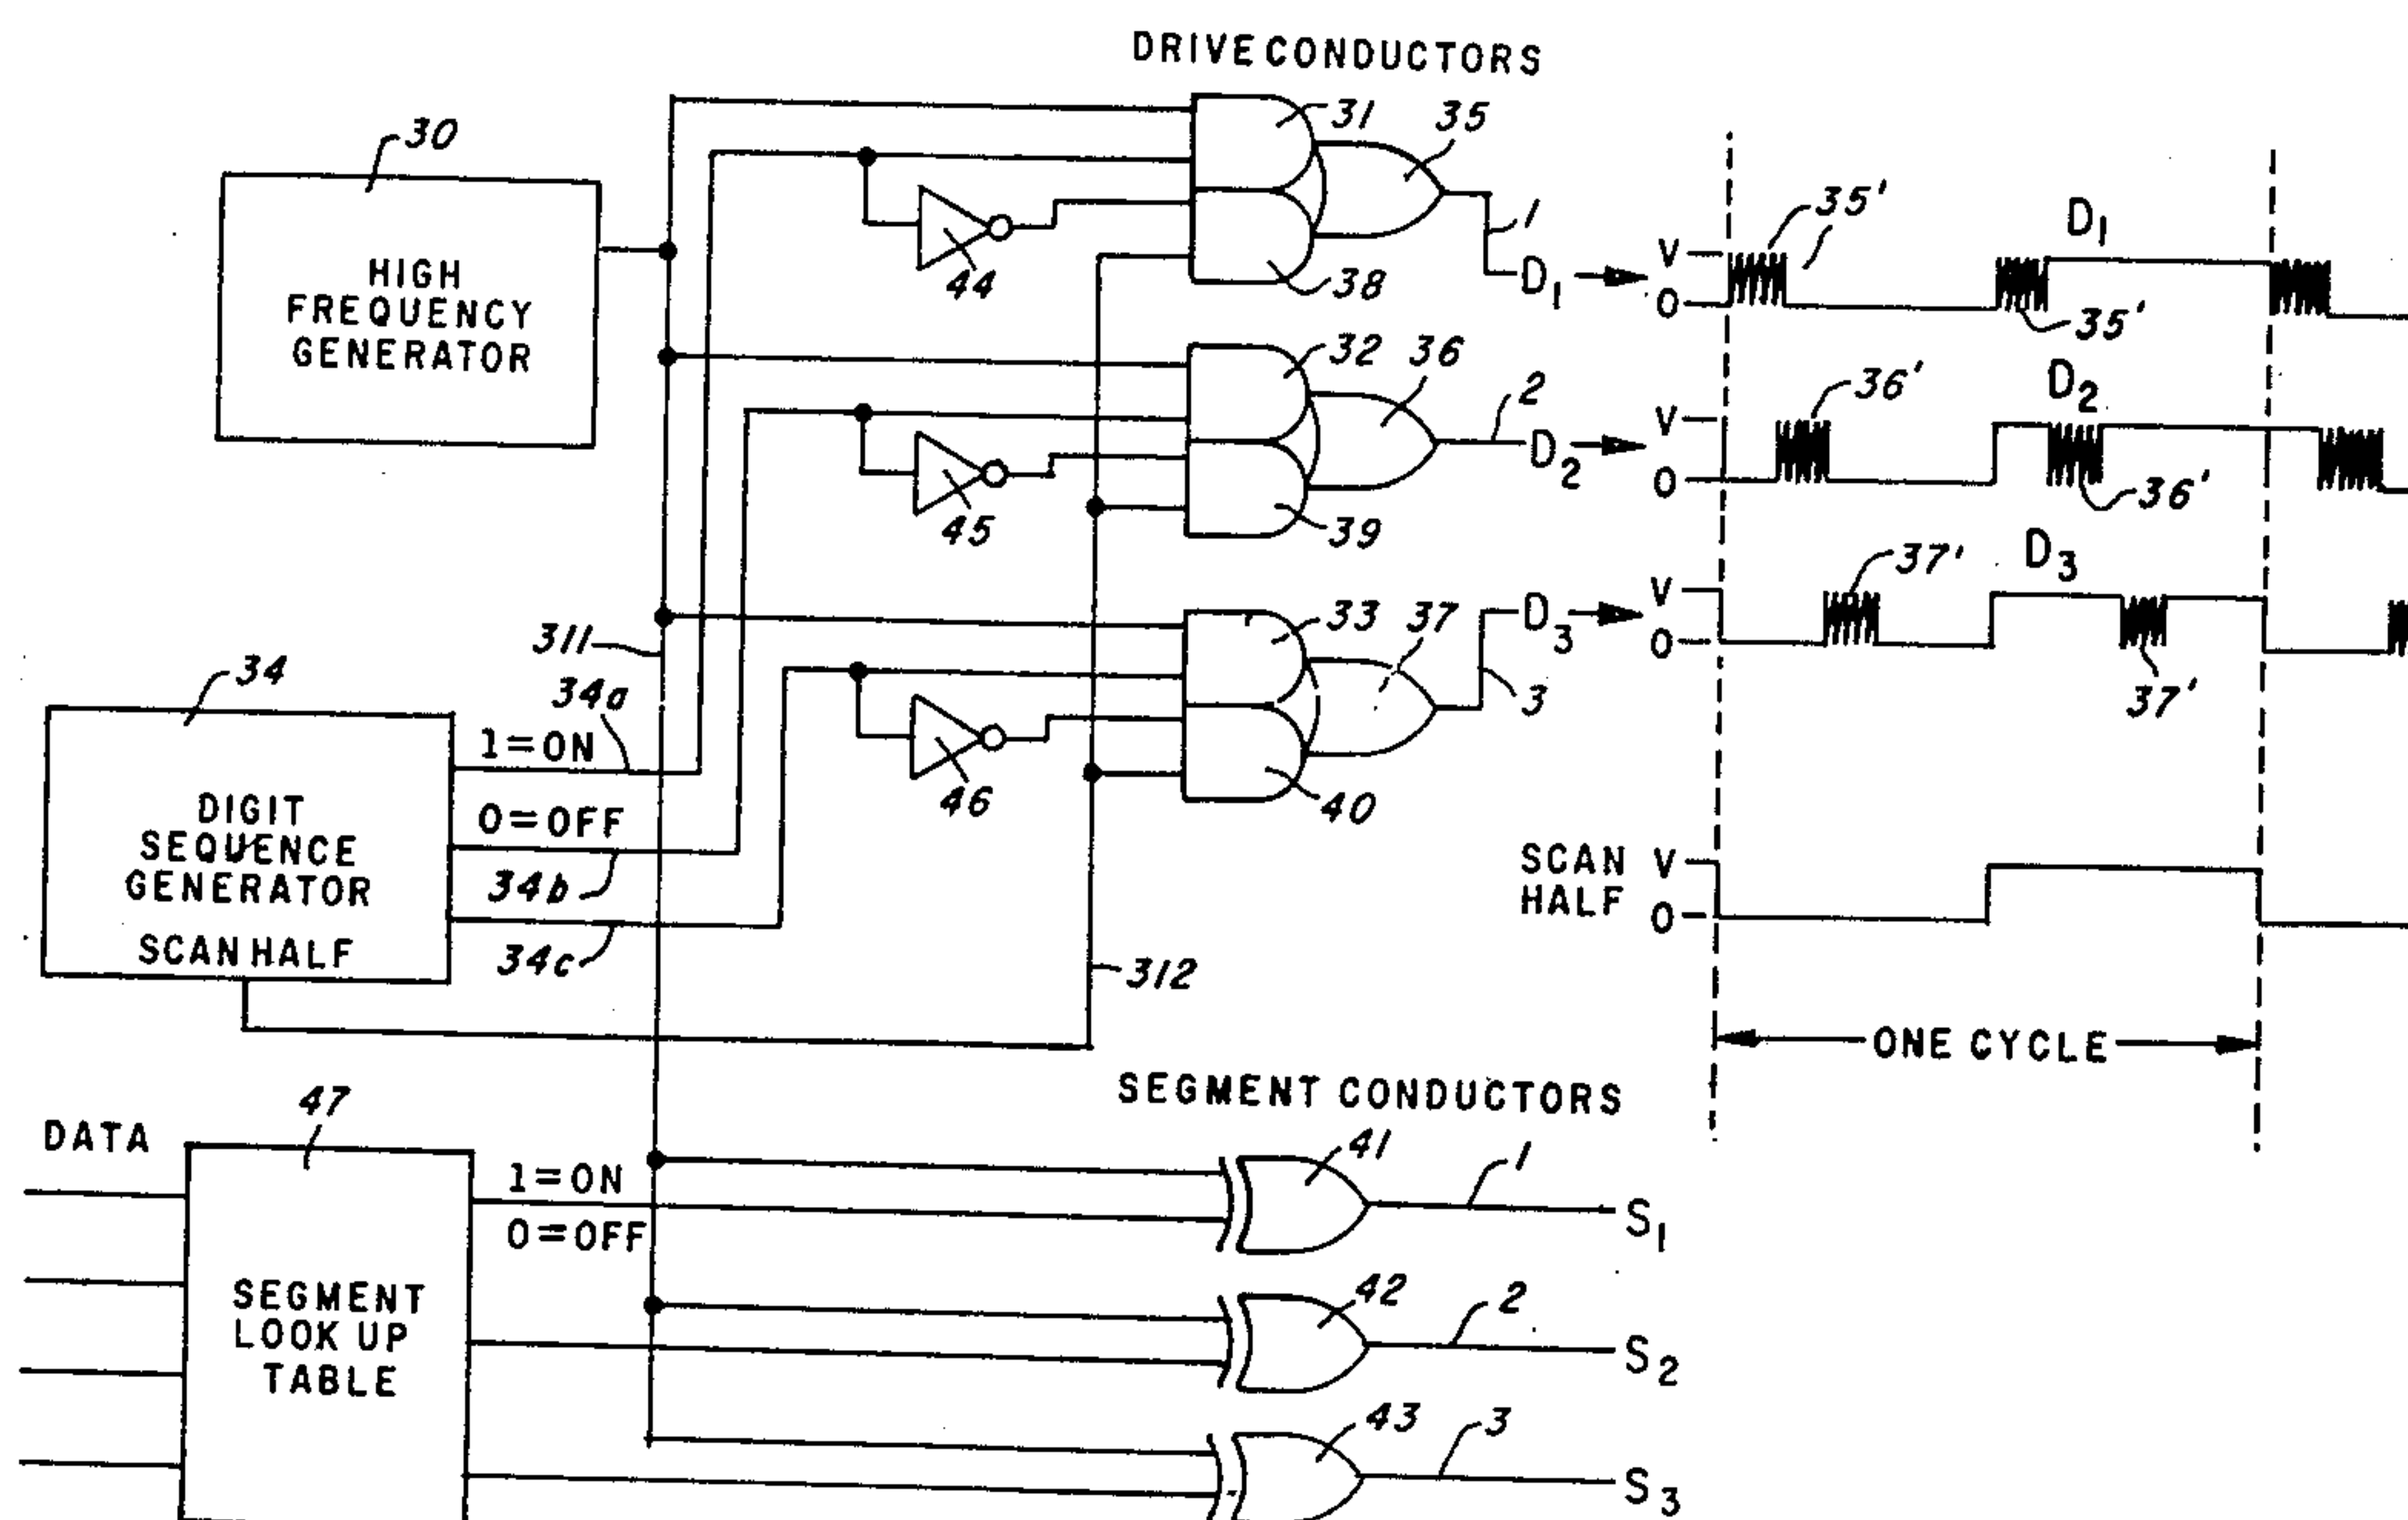 DRIVE CONDUCTORS
30
HIGH
FREQUENCY
GENERATOR
31
35
44
38
1
D1
V
0
35'
D1
35'
32
36
45
39
2
D2
V
0
36'
D2
36'
311
33
37
46
40
3
D3
V
0
37'
D3
37'
34
34a
1=ON
0=OFF
34b
34c
DIGIT
SEQUENCE
GENERATOR
SCAN HALF
312
SCAN
HALF
V
0
ONE CYCLE
SEGMENT CONDUCTORS
DATA
47
1=ON
0=OFF
SEGMENT
LOOK UP
TABLE
41
1
S1
42
2
S2
43
3
S3